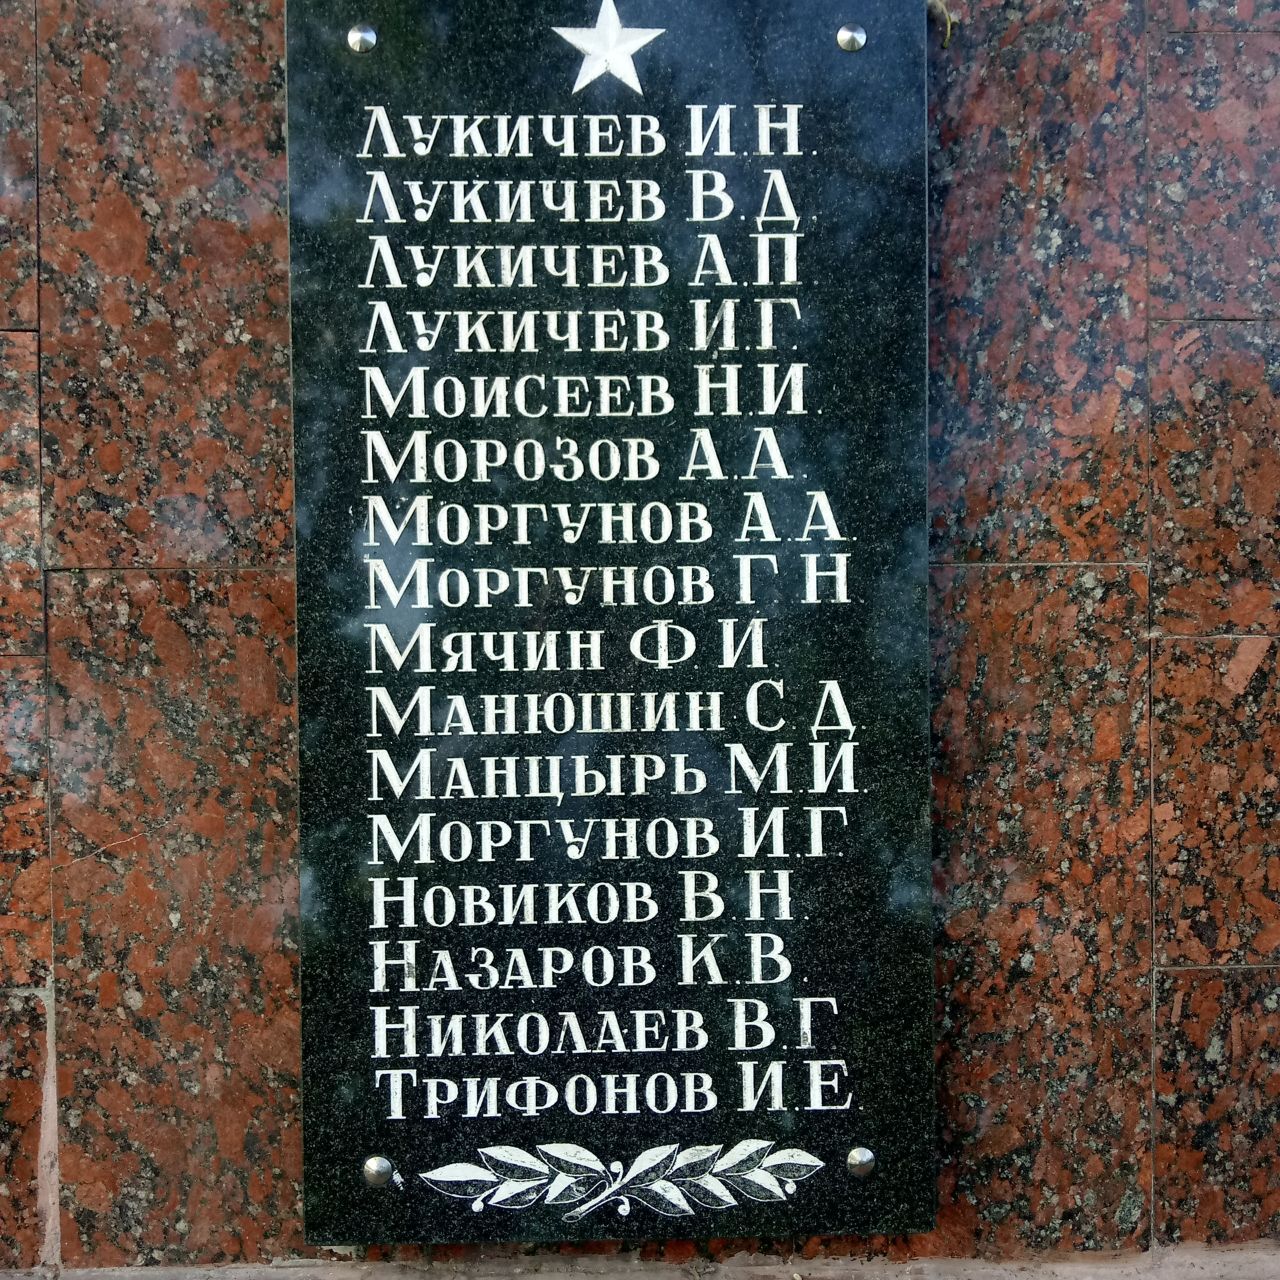 Лукичев И.Н.
Лукичев В.Д.
Лукичев А.П.
Лукичев И.Г.
Моисеев Н.И.
Морозов А.А.
Моргунов А.А.
Моргунов Г.Н.
Мячин Ф.И.
Манюшин С.Д.
Манцырь М.И.
Моргунов И.Г.
Новиков В.Н.
Назаров К.В.
Николаев В.Г.
Трифонов И.Е.